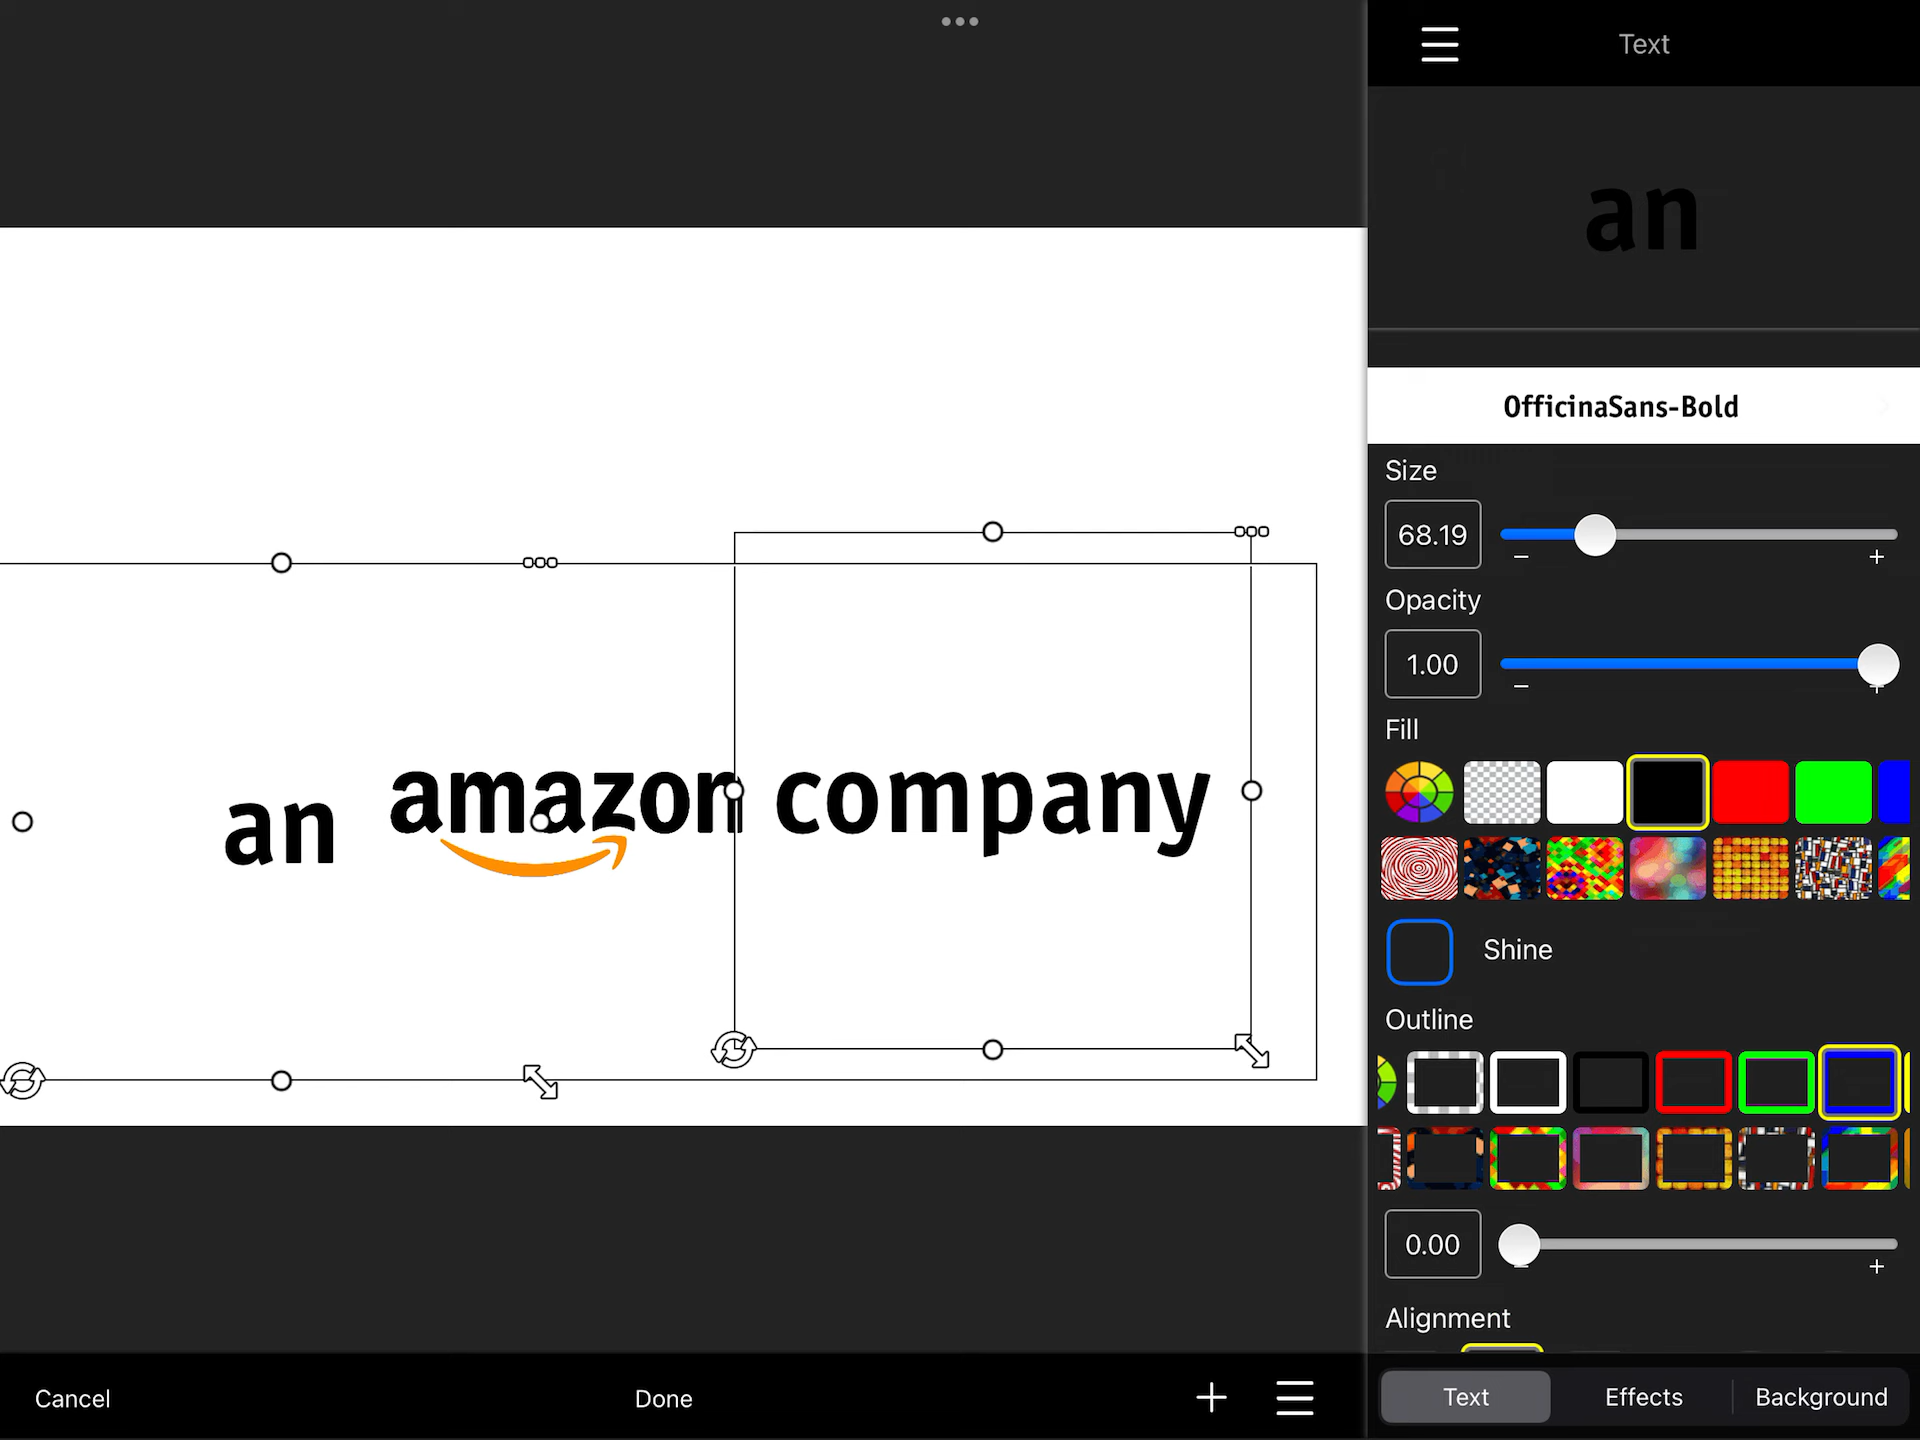 Text
an
OfficinaSans-Bold
Size
68.19
Opacity
1.00
Fill
an amazon company
Shine
Outline
0.00
Alignment
Cancel
Done
Text
Effects
Background